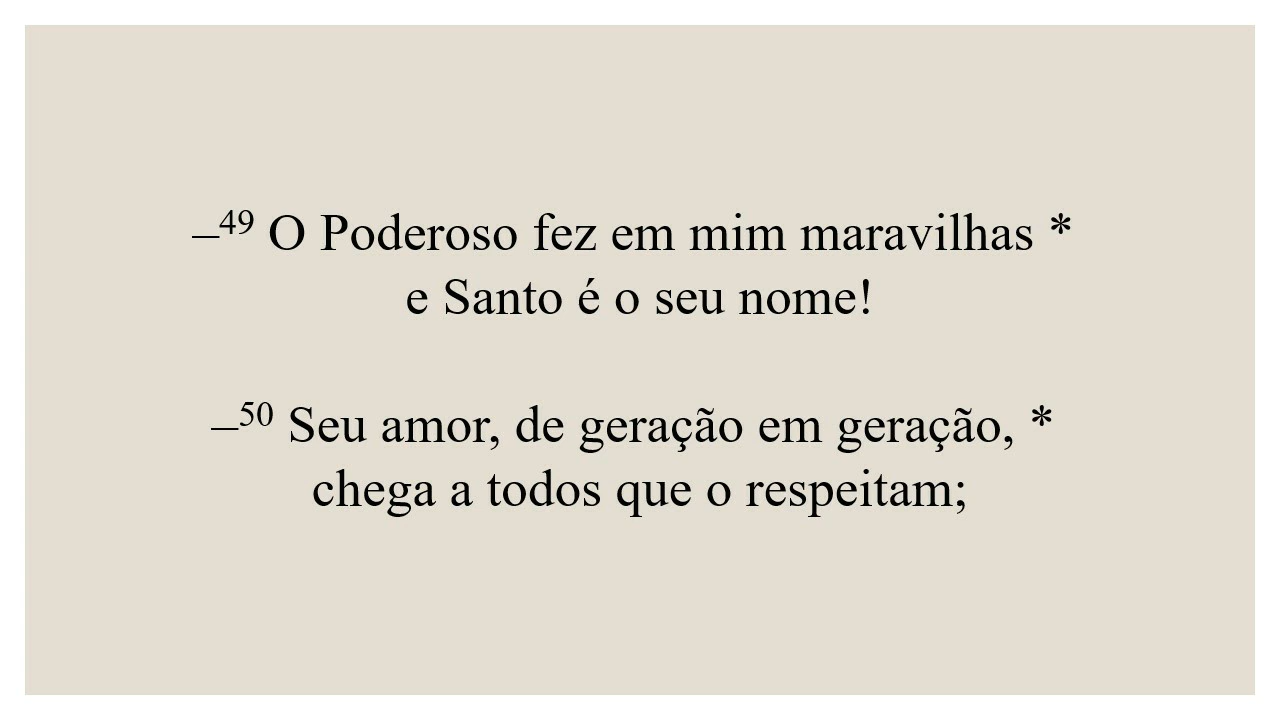 –49 O Poderoso fez em mim maravilhas *
e Santo é o seu nome!
–50 Seu amor, de geração em geração, *
chega a todos que o respeitam;